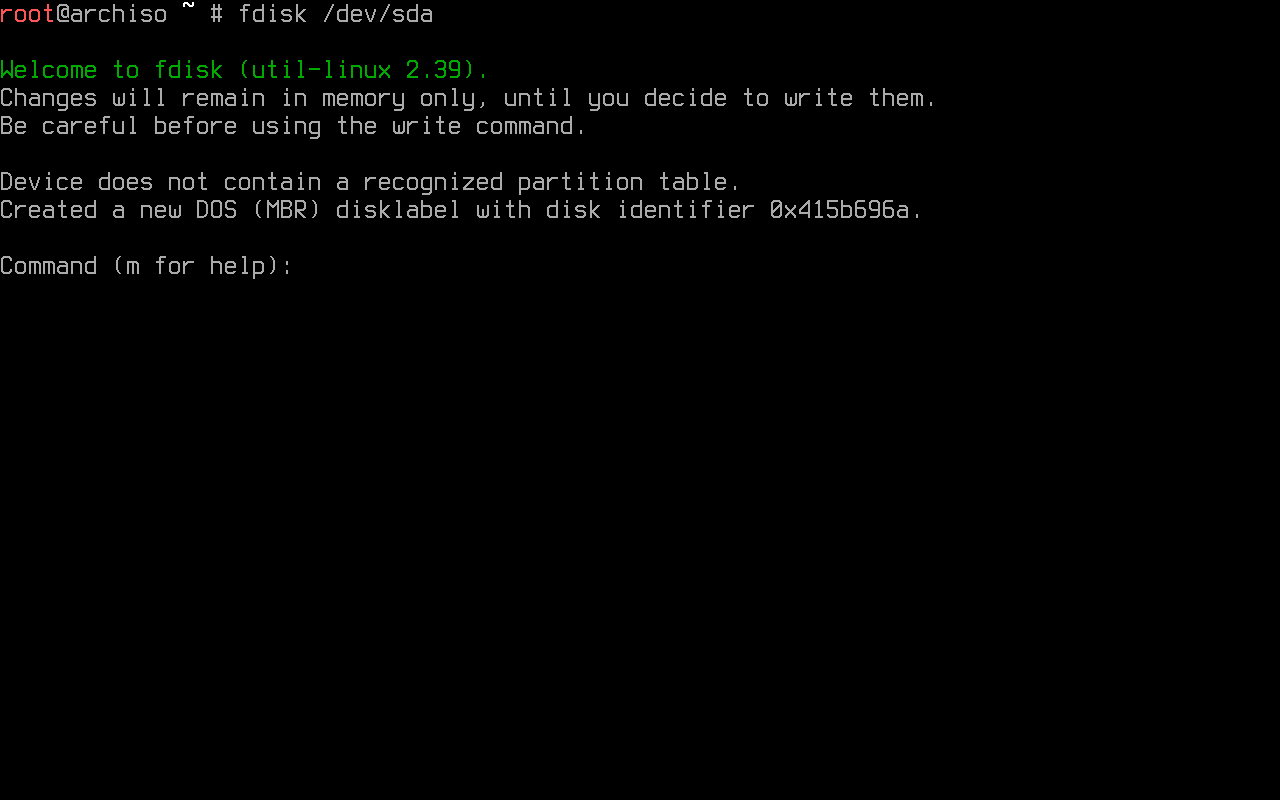 root@archiso ~ # fdisk /dev/sda
Welcome to fdisk (util-linux 2.39).
Changes will remain in memory only, until you decide to write them.
Be careful before using the write command.
Device does not contain a recognized partition table.
Created a new DOS (MBR) disklabel with disk identifier 0x415b696a.
Command (m for help):